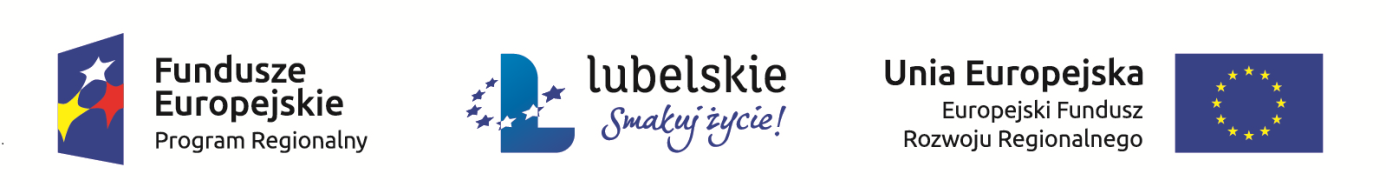 Fundusze
Europejskie
Program Regionalny
lubelskie
Smakuj życie!
Unia Europejska
Europejski Fundusz
Rozwoju Regionalnego